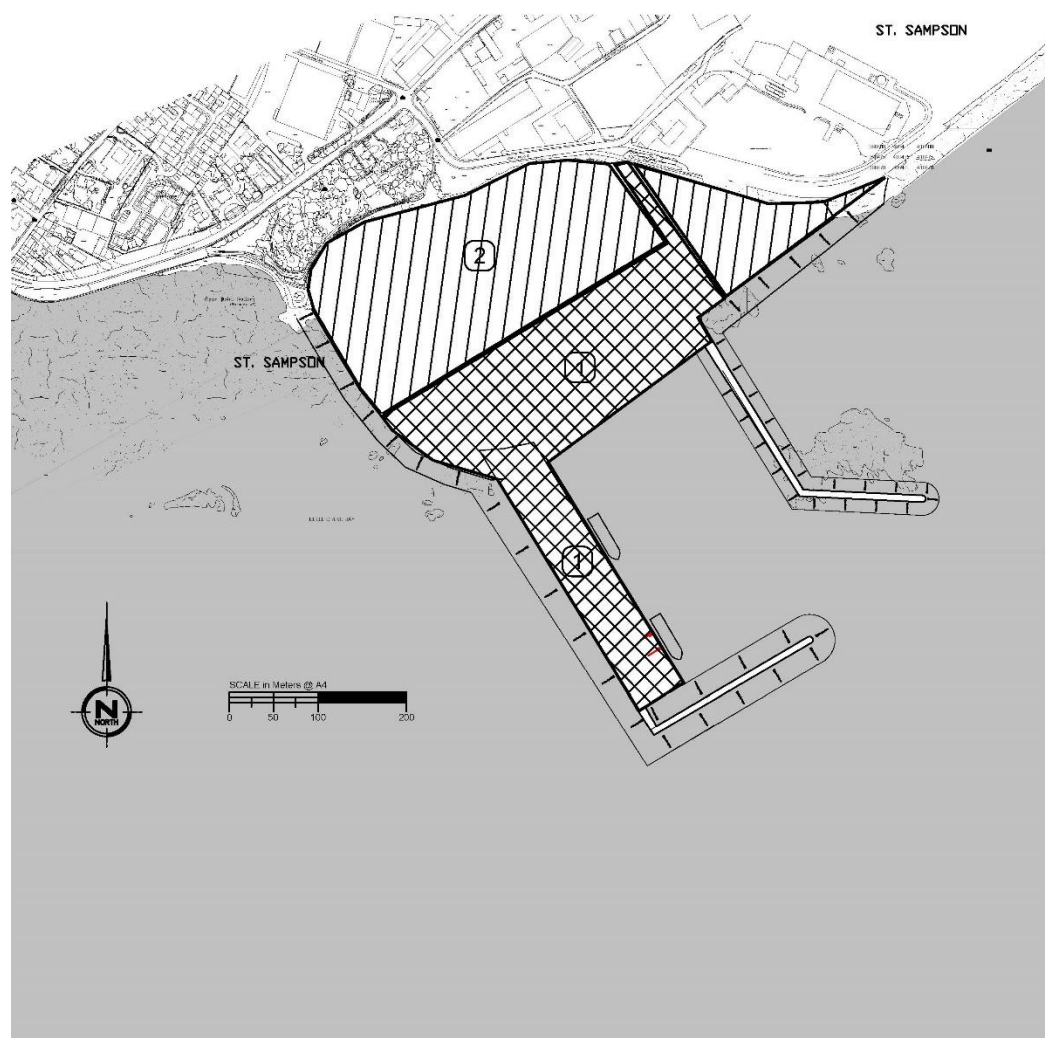 ST. SAMPSON
2
1
ST. SAMPSON
1
SCALE in Meters @ A4
0 50 100 200
N
NORTH